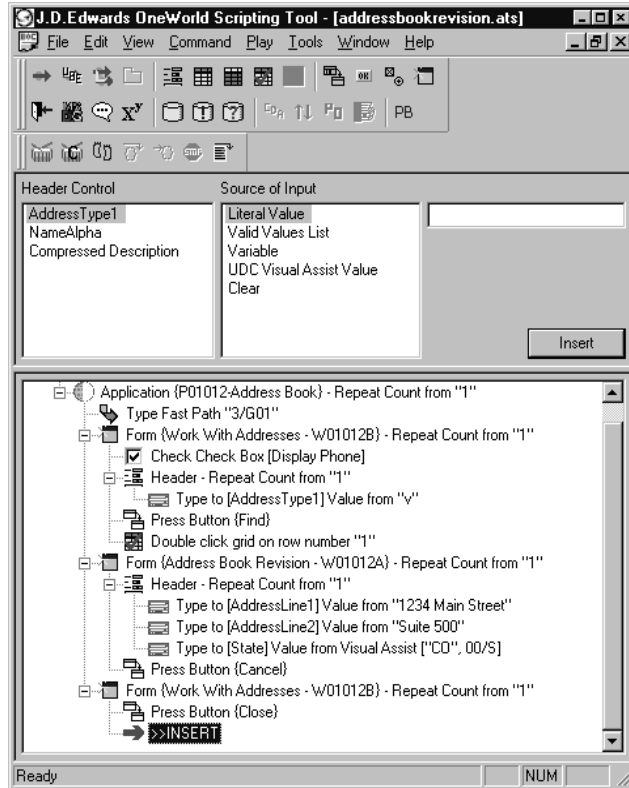 J.D.Edwards OneWorld Scripting Tool - [addressbookrevision.ats]
File Edit View Command Play Tools Window Help
UBE
OK
Xʸ PB
Header Control Source of Input
AddressType1 Literal Value
NameAlpha Valid Values List
Compressed Description Variable
UDC Visual Assist Value
Clear
Insert
Application {P01012-Address Book} - Repeat Count from "1"
Type Fast Path "3/G01"
Form {Work With Addresses - W01012B} - Repeat Count from "1"
Check Check Box [Display Phone]
Header - Repeat Count from "1"
Type to [AddressType1] Value from "v"
Press Button {Find}
Double click grid on row number "1"
Form {Address Book Revision - W01012A} - Repeat Count from "1"
Header - Repeat Count from "1"
Type to [AddressLine1] Value from "1234 Main Street"
Type to [AddressLine2] Value from "Suite 500"
Type to [State] Value from Visual Assist ["CO", 00/S]
Press Button {Cancel}
Form {Work With Addresses - W01012B} - Repeat Count from "1"
Press Button {Close}
>>INSERT
Ready NUM